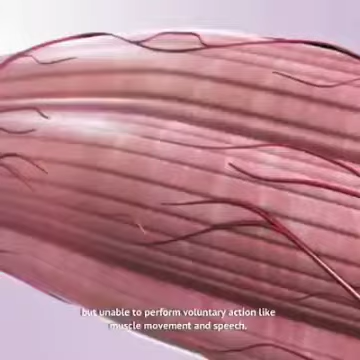 but unable to perform voluntary action like
muscle movement and speech.